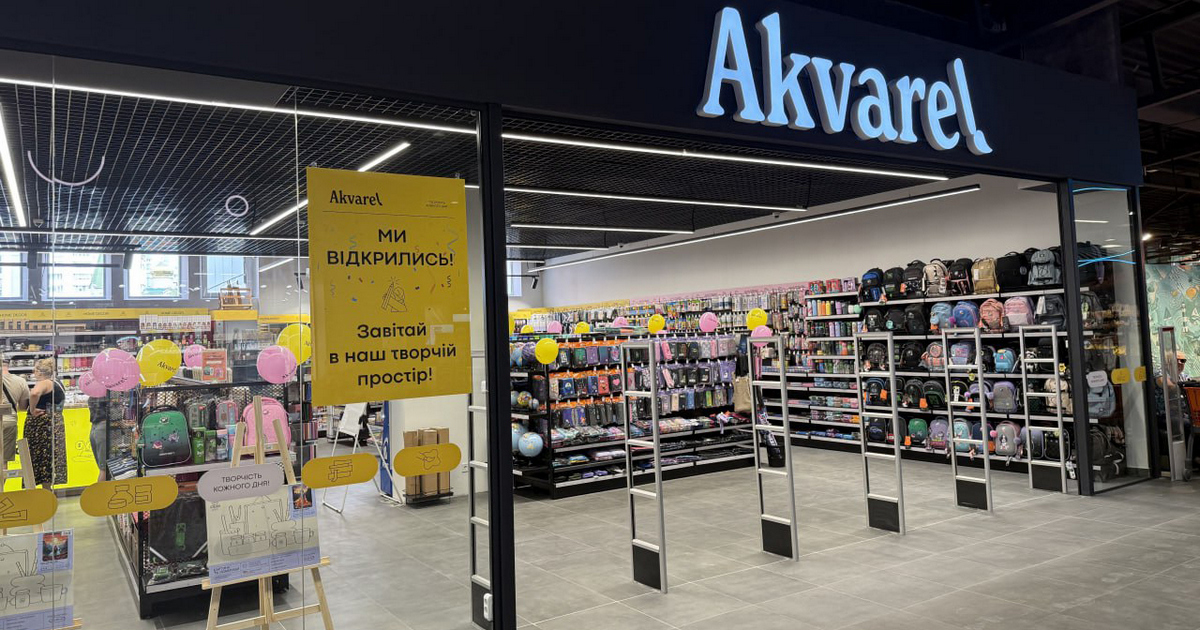 Akvarel
Akvarel
МИ
ВІДКРИЛИСЬ!
Завітай
в наш творчій
простір!
ТВОРЧІСТЬ
КОЖНОГО ДНЯ!